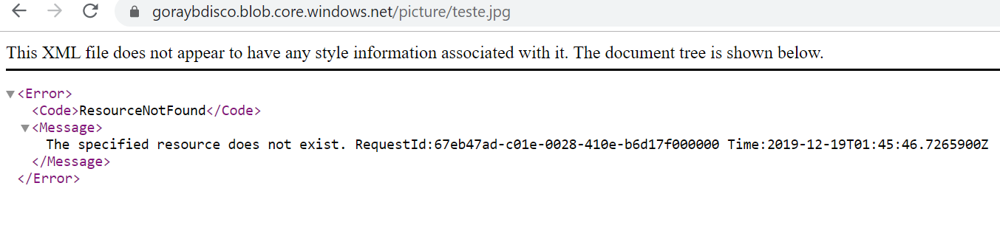 goraybdisco.blob.core.windows.net/picture/teste.jpg
This XML file does not appear to have any style information associated with it. The document tree is shown below.
▼<Error>
<Code>ResourceNotFound</Code>
▼<Message>
The specified resource does not exist. RequestId:67eb47ad-c01e-0028-410e-b6d17f000000 Time:2019-12-19T01:45:46.7265900Z
</Message>
</Error>